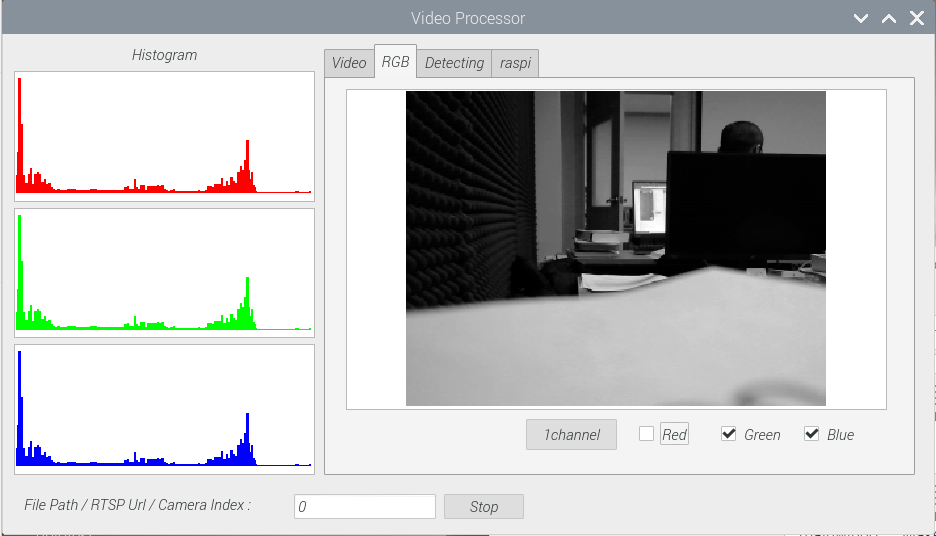 Video Processor
Histogram
Video
RGB
Detecting
raspi
1channel
Red
Green
Blue
File Path / RTSP Url / Camera Index :
0
Stop